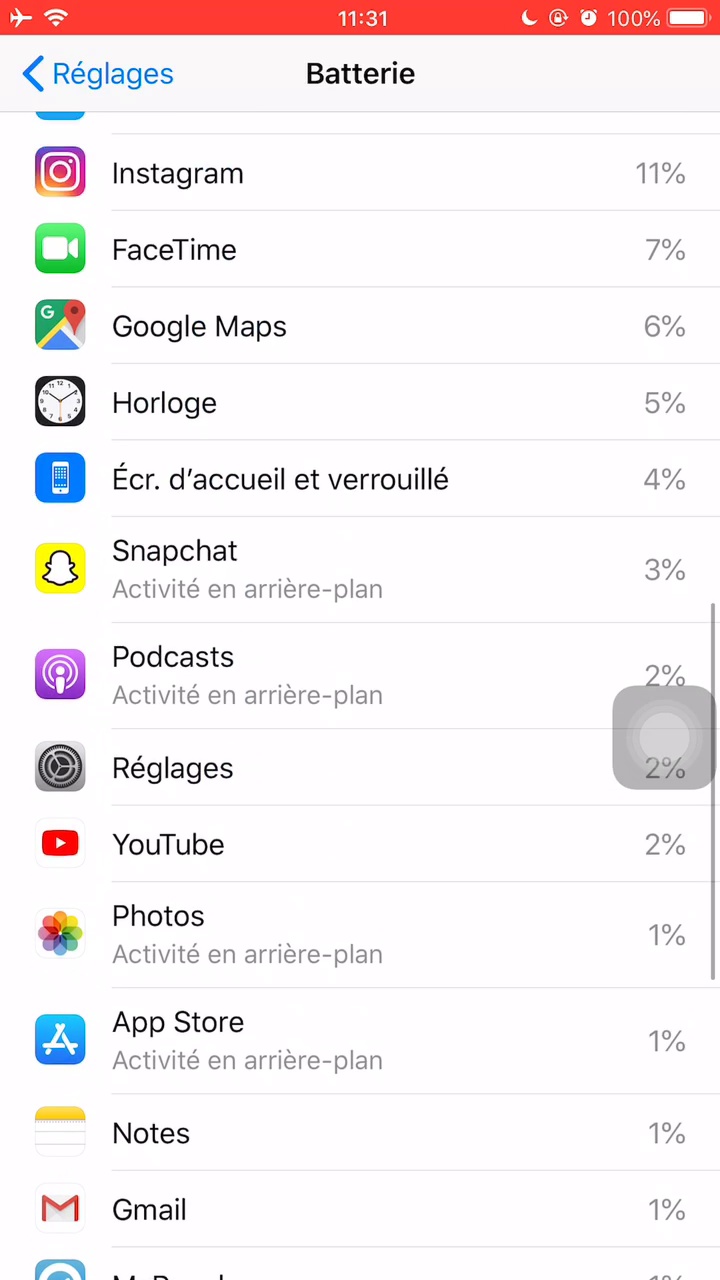 11:31
100%
Réglages
Batterie
Instagram 11%
FaceTime 7%
Google Maps 6%
Horloge 5%
Écr. d’accueil et verrouillé 4%
Snapchat
Activité en arrière-plan
3%
Podcasts
Activité en arrière-plan
2%
Réglages 2%
YouTube 2%
Photos
Activité en arrière-plan
1%
App Store
Activité en arrière-plan
1%
Notes 1%
Gmail 1%